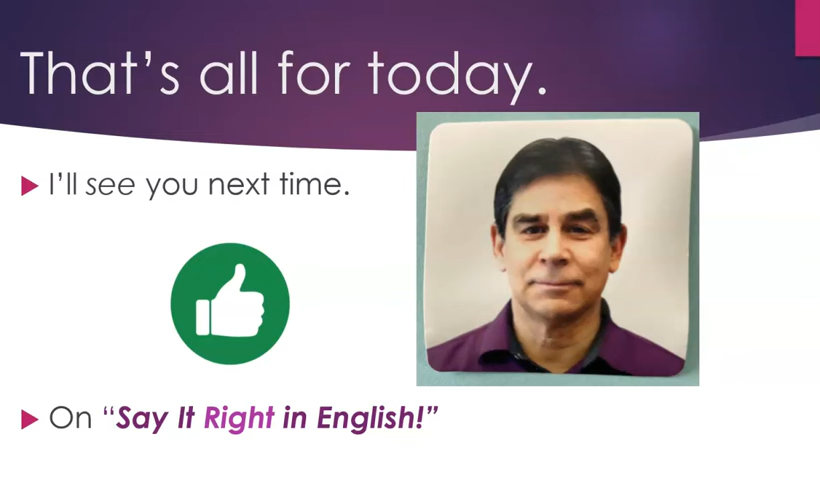 That's all for today.
I'll see you next time.
On “Say It Right in English!”